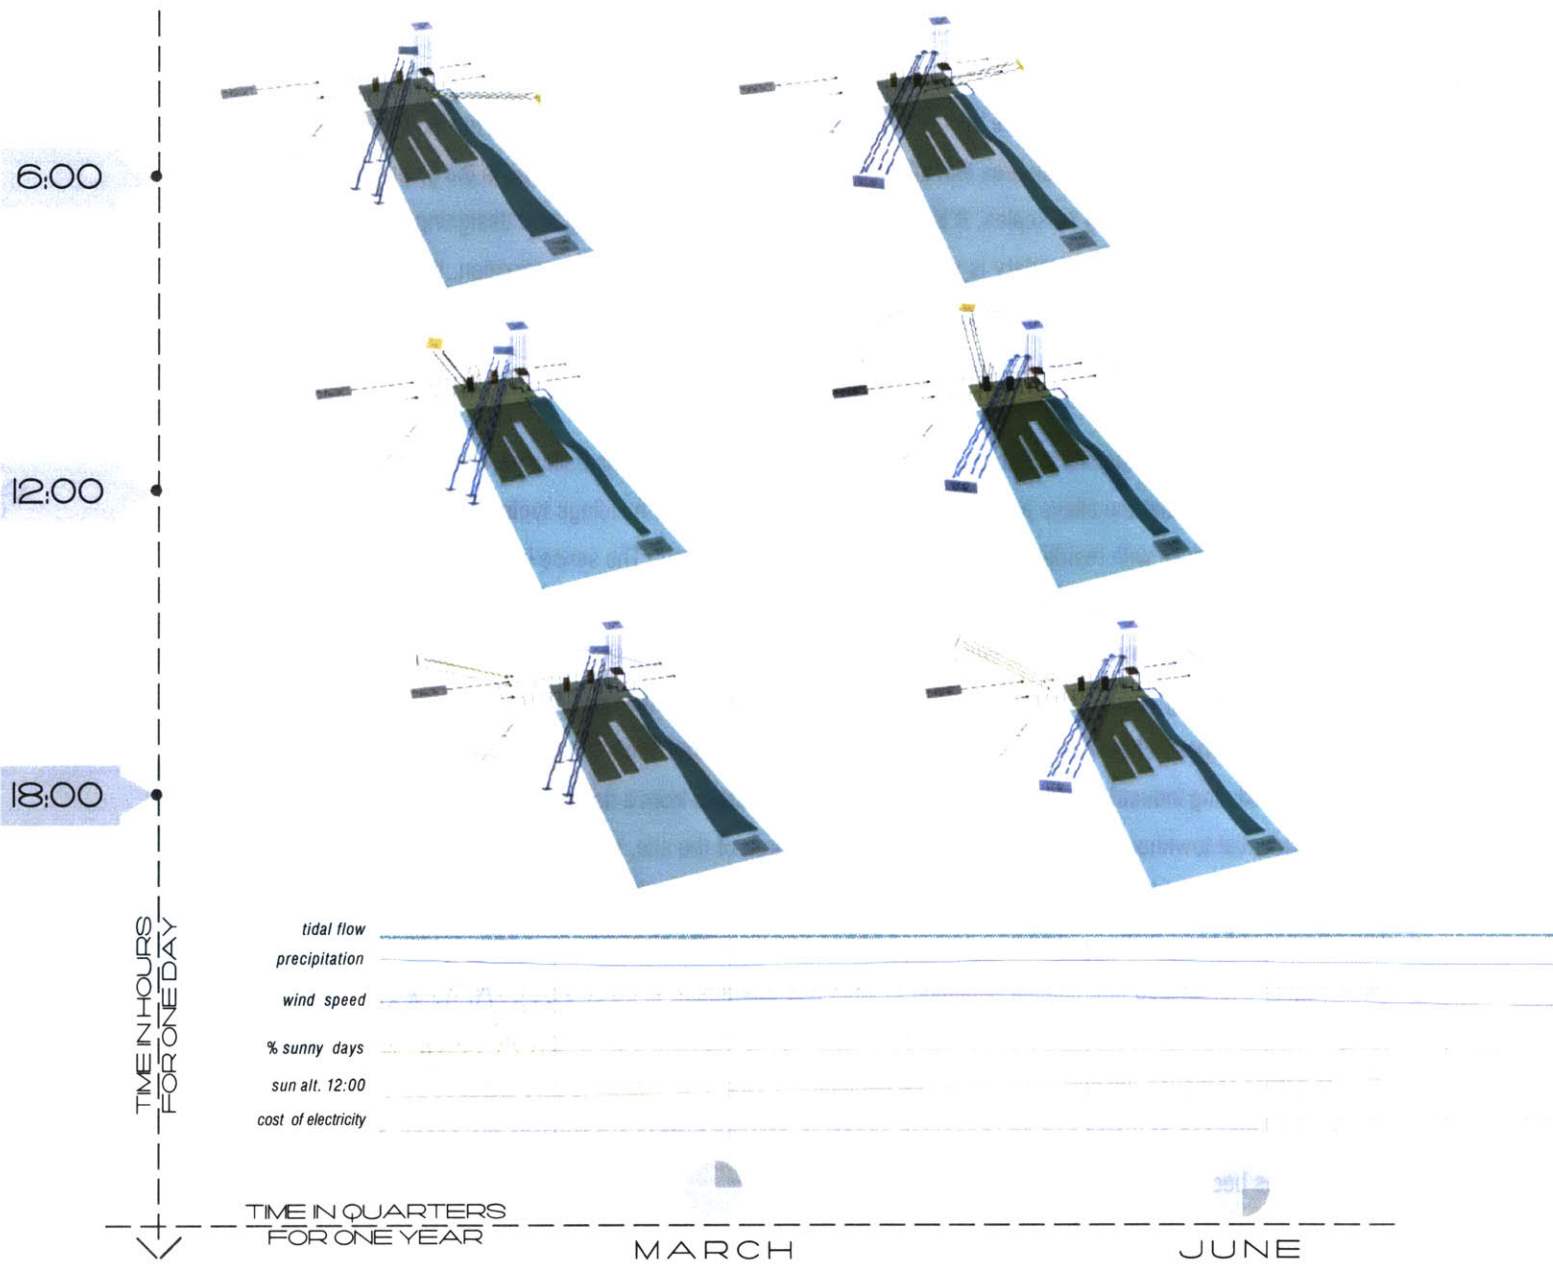 6:00
12:00
18:00
TIME IN HOURS
FOR ONE DAY
tidal flow
precipitation
wind speed
% sunny days
sun alt. 12:00
cost of electricity
TIME IN QUARTERS
FOR ONE YEAR
MARCH
JUNE